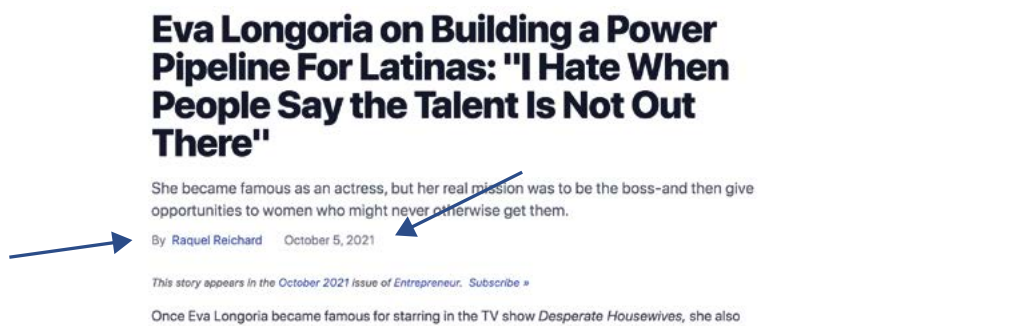 Eva Longoria on Building a Power
Pipeline For Latinas: "I Hate When
People Say the Talent Is Not Out
There"
She became famous as an actress, but her real mission was to be the boss-and then give
opportunities to women who might never otherwise get them.
By Raquel Reichard October 5, 2021
This story appears in the October 2021 issue of Entrepreneur. Subscribe »
Once Eva Longoria became famous for starring in the TV show Desperate Housewives, she also